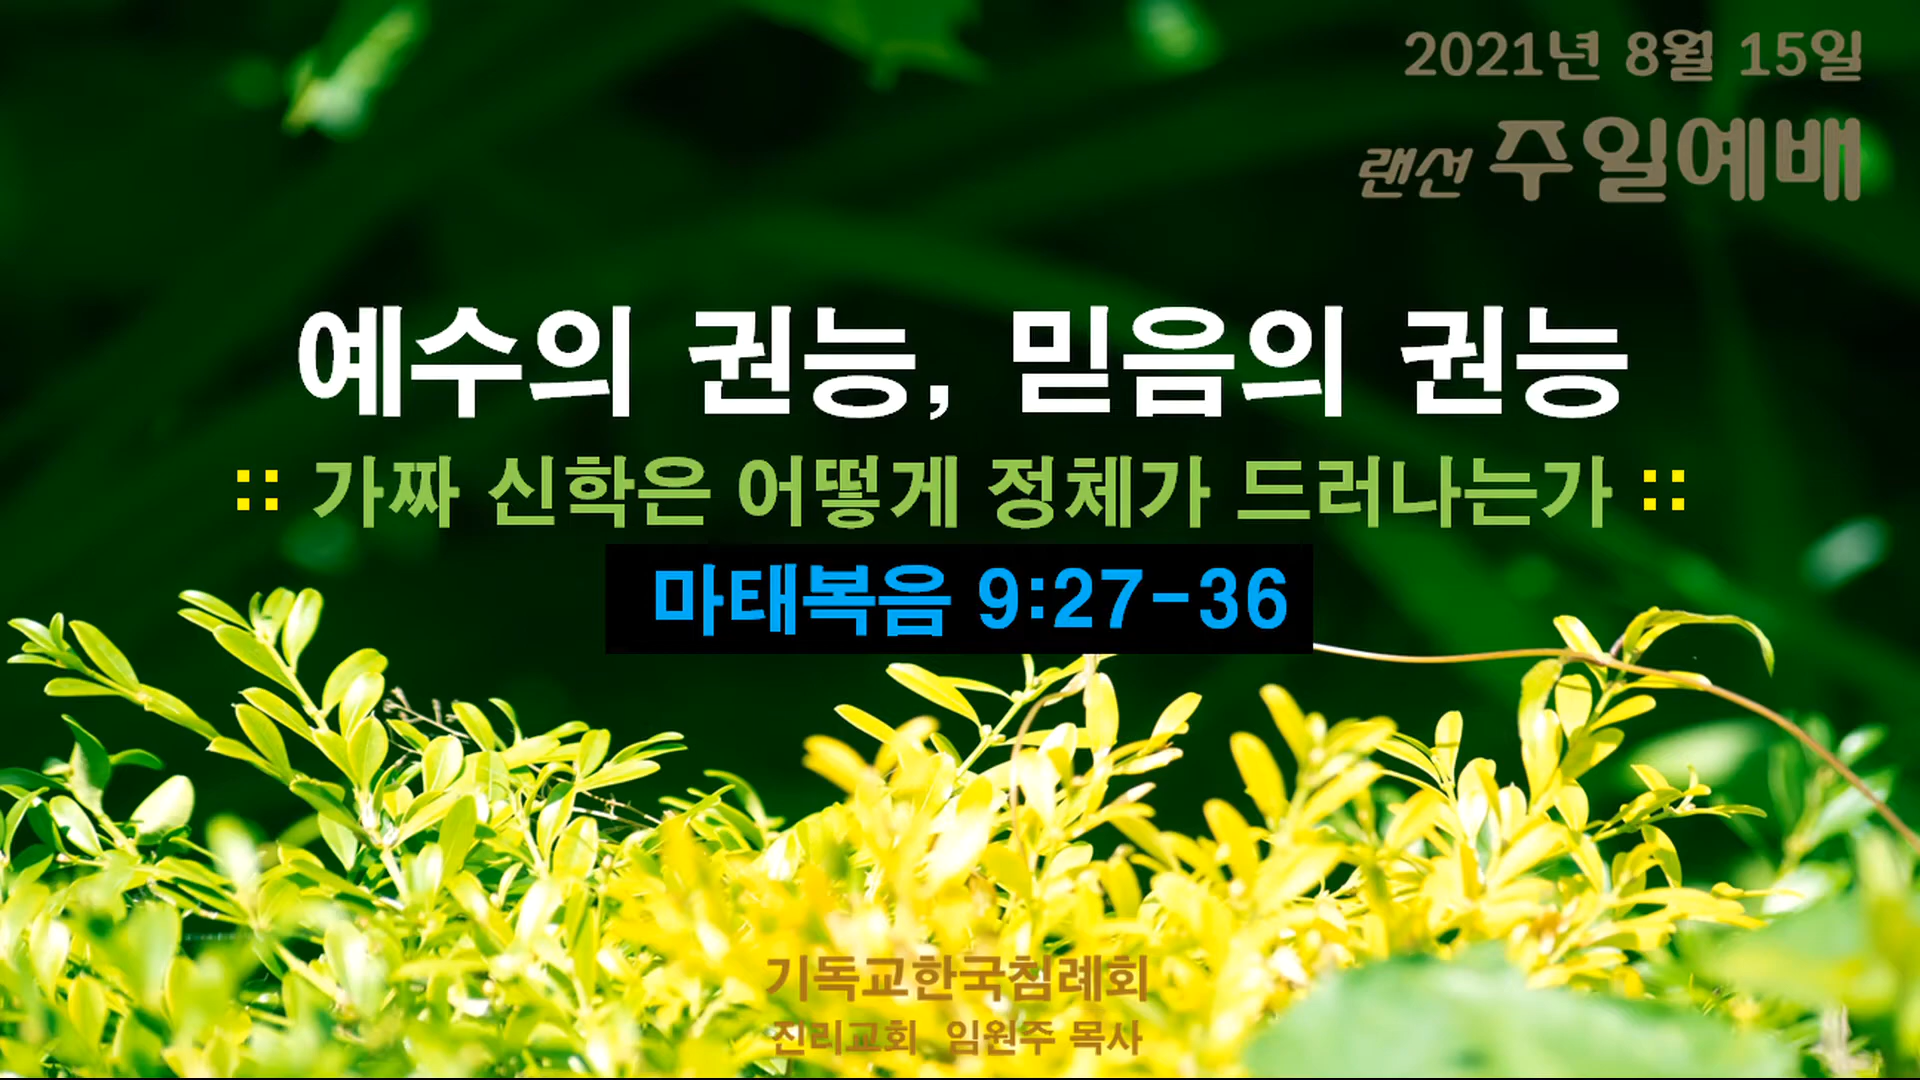 2021년 8월 15일
랜선 주일예배
예수의 권능, 믿음의 권능
:: 가짜 신학은 어떻게 정체가 드러나는가 ::
마태복음 9:27-36
기독교한국침례회
진리교회 임원주 목사